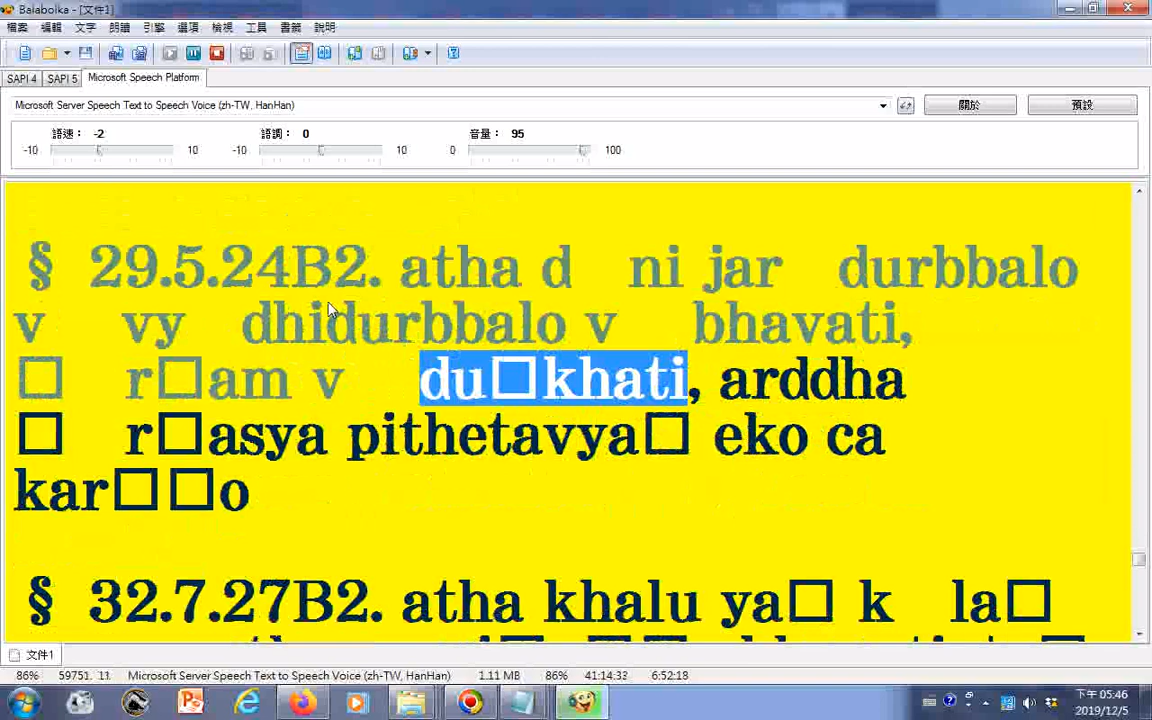 Balabolka - [文件1]
檔案 編輯 文字 朗讀 引擎 選項 檢視 工具 書籤 說明
SAPI 4 SAPI 5 Microsoft Speech Platform
Microsoft Server Speech Text to Speech Voice (zh-TW, HanHan) 關於 預設
語速： -2 語調： 0 音量： 95
-10 10 -10 10 0 100
§ 29.5.24B2. atha d ni jar durbbalo
v vy dhidurbbalo v bhavati,
□ r□am v du□khati, arddha
□ r□asya pithetavya□ eko ca
kar□□o
§ 32.7.27B2. atha khalu ya□ k la□
文件1
86% 59751. 11. Microsoft Server Speech Text to Speech Voice (zh-TW, HanHan) 1.11 MB 86% 41:14:33 6:52:18
下午 05:46
2019/12/5